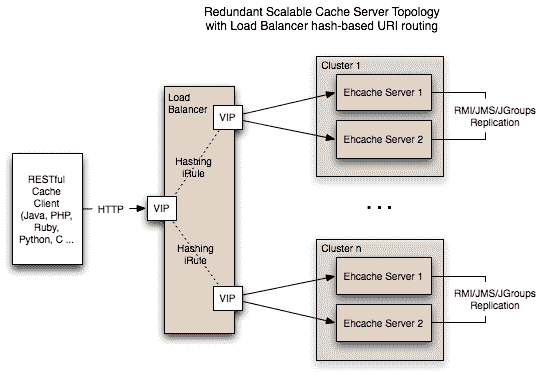 Redundant Scalable Cache Server Topology
with Load Balancer hash-based URI routing
Cluster 1
Load
Balancer
Ehcache Server 1
VIP
RMI/JMS/JGroups
Replication
Ehcache Server 2
Hashing
iRule
RESTful
Cache
Client
(Java, PHP,
Ruby,
Python, C ...
HTTP
VIP
...
Hashing
iRule
Cluster n
Ehcache Server 1
VIP
RMI/JMS/JGroups
Replication
Ehcache Server 2